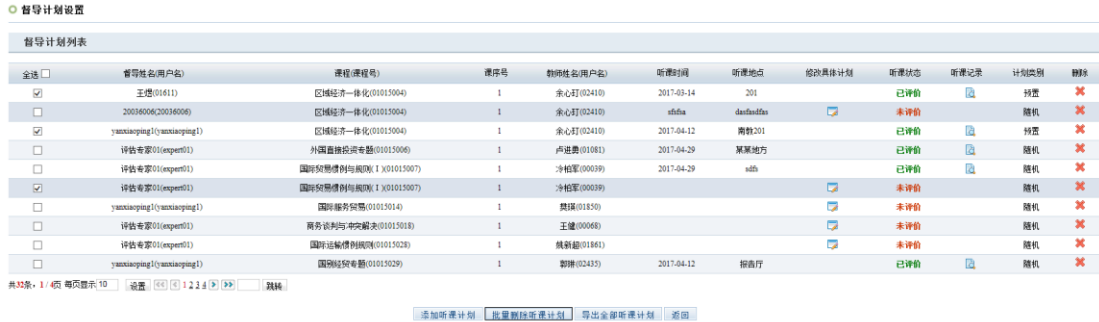 督导计划设置
督导计划列表
全选 督导姓名(用户名) 课程(课程号) 课序号 教师姓名(用户名) 听课时间 听课地点 修改具体计划 听课状态 听课记录 计划类别 删除
王煜(01611) 区域经济一体化(01015004) 1 余心玎(02410) 2017-03-14 201 已评价 预置
20036006(20036006) 区域经济一体化(01015004) 1 余心玎(02410) sfsfsa dasfasdfas 未评价 随机
yanxiaoping1(yanxiaoping1) 区域经济一体化(01015004) 1 余心玎(02410) 2017-04-12 南教201 已评价 预置
评估专家01(expert01) 外国直接投资专题(01015006) 1 卢进勇(01081) 2017-04-29 某某地方 已评价 随机
评估专家01(expert01) 国际贸易惯例与规则(I)(01015007) 1 冷柏军(00039) 2017-04-29 sdfs 已评价 随机
评估专家01(expert01) 国际贸易惯例与规则(I)(01015007) 1 冷柏军(00039) 未评价 随机
yanxiaoping1(yanxiaoping1) 国际服务贸易(01015014) 1 樊瑛(01850) 未评价 随机
评估专家01(expert01) 商务谈判与冲突解决(01015018) 1 王健(00068) 未评价 随机
评估专家01(expert01) 国际运输惯例规则(01015028) 1 姚新超(01861) 未评价 随机
yanxiaoping1(yanxiaoping1) 国别经贸专题(01015029) 1 (02435) 2017-04-12 报告厅 已评价 随机
共32条,1/4页 每页显示 10 设置 1 2 3 4 跳转
添加听课计划 批量删除听课计划 导出全部听课计划 返回